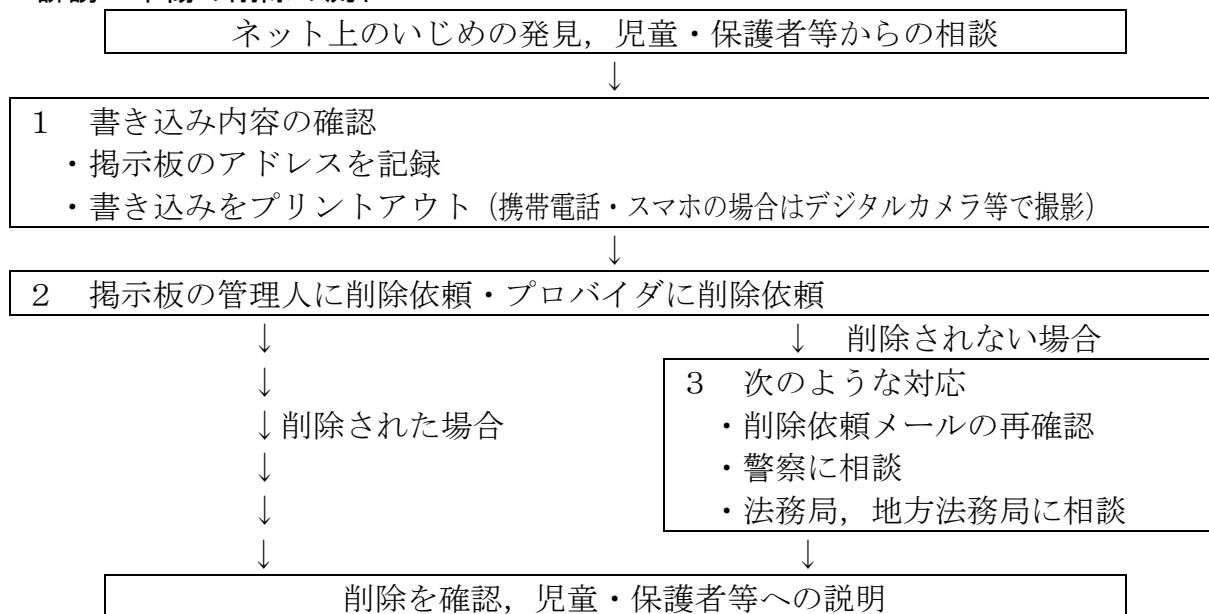 ネット上のいじめの発見，児童・保護者等からの相談
↓
１　書き込み内容の確認
・掲示板のアドレスを記録
・書き込みをプリントアウト（携帯電話・スマホの場合はデジタルカメラ等で撮影）
↓
２　掲示板の管理人に削除依頼・プロバイダに削除依頼
↓　↓　削除されない場合
↓
↓削除された場合
↓
↓
↓
３　次のような対応
・削除依頼メールの再確認
・警察に相談
・法務局，地方法務局に相談
↓
削除を確認，児童・保護者等への説明